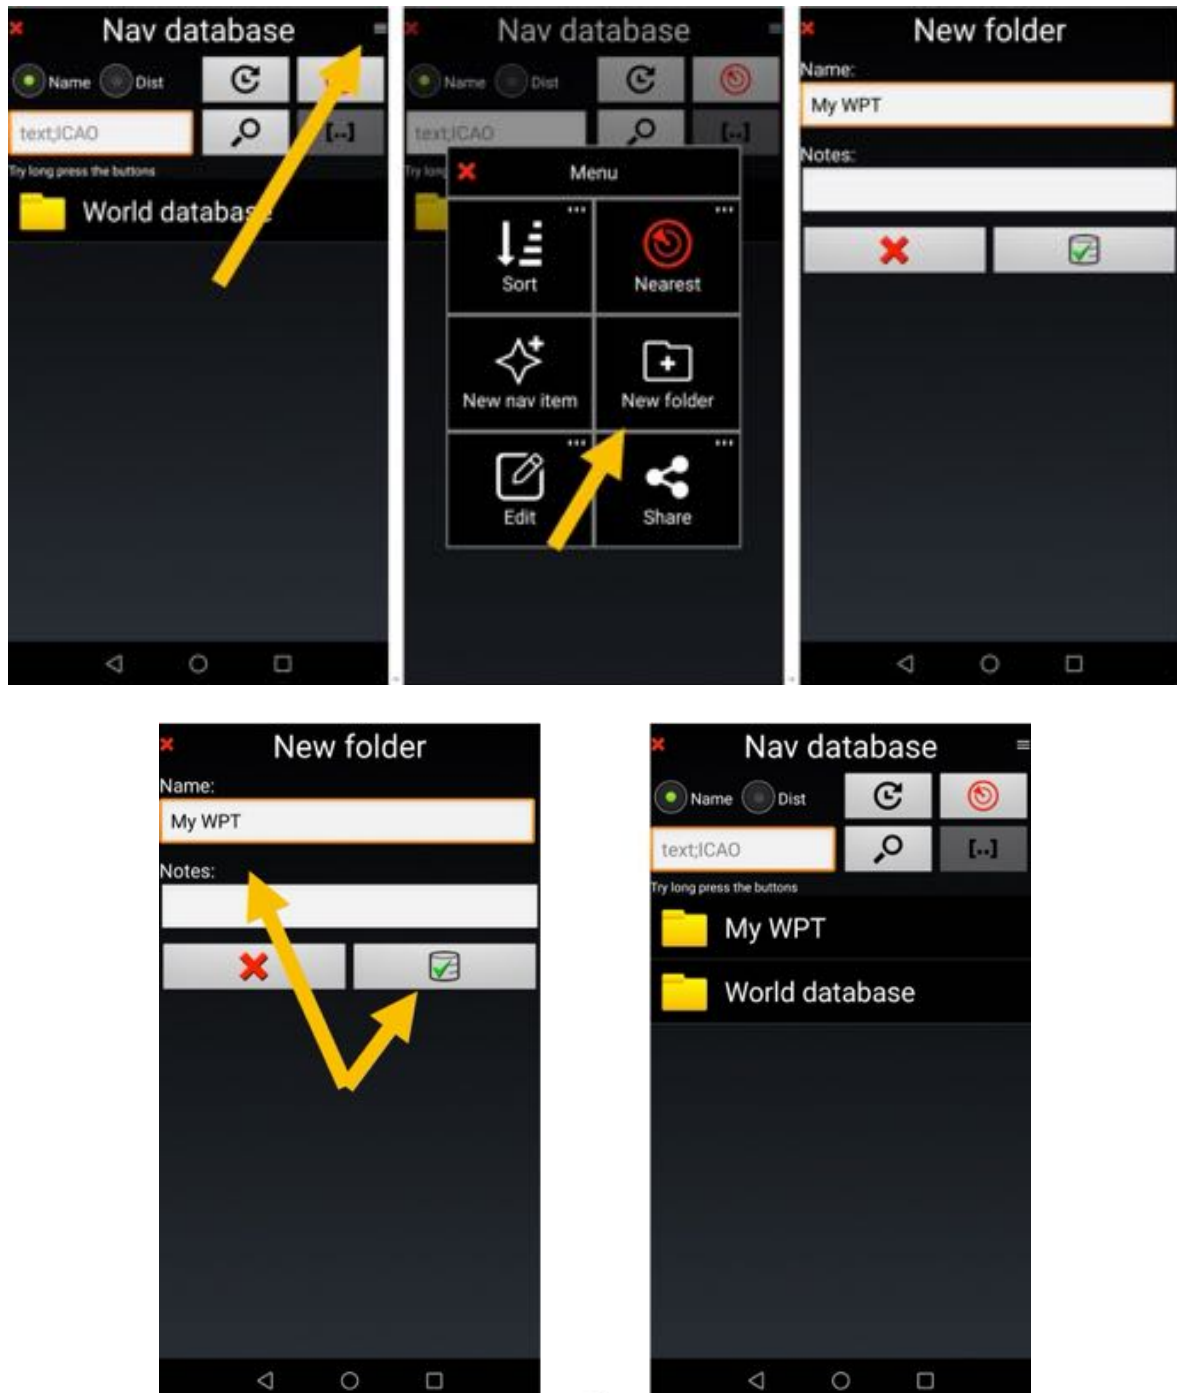 Nav database
Name Dist
text;ICAO [..]
Try long press the buttons
World database
Nav database
Name Dist
text;ICAO [..]
Try long
Menu
Sort Nearest
New nav item New folder
Edit Share
New folder
Name:
My WPT
Notes:
New folder
Name:
My WPT
Notes:
Nav database
Name Dist
text;ICAO [..]
Try long press the buttons
My WPT
World database